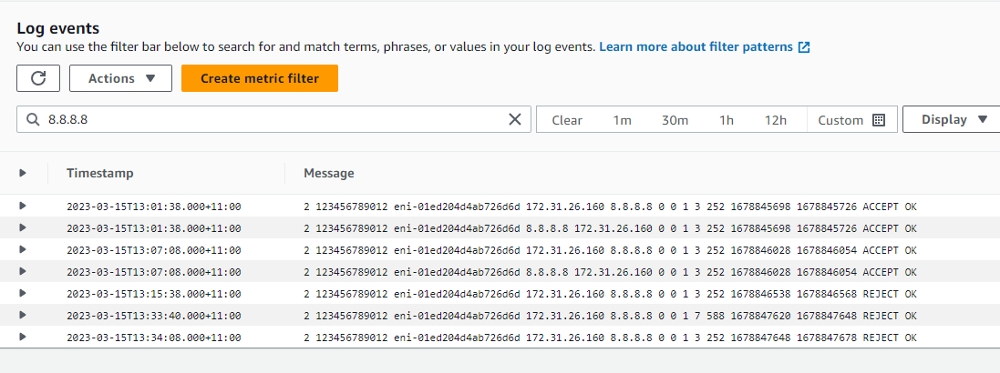 Log events
You can use the filter bar below to search for and match terms, phrases, or values in your log events. Learn more about filter patterns
Actions
Create metric filter
8.8.8.8
Clear 1m 30m 1h 12h Custom
Display
Timestamp Message
2023-03-15T13:01:38.000+11:00 2 123456789012 eni-01ed204d4ab726d6d 172.31.26.160 8.8.8.8 0 0 1 3 252 1678845698 1678845726 ACCEPT OK
2023-03-15T13:01:38.000+11:00 2 123456789012 eni-01ed204d4ab726d6d 8.8.8.8 172.31.26.160 0 0 1 3 252 1678845698 1678845726 ACCEPT OK
2023-03-15T13:07:08.000+11:00 2 123456789012 eni-01ed204d4ab726d6d 172.31.26.160 8.8.8.8 0 0 1 3 252 1678846028 1678846054 ACCEPT OK
2023-03-15T13:07:08.000+11:00 2 123456789012 eni-01ed204d4ab726d6d 8.8.8.8 172.31.26.160 0 0 1 3 252 1678846028 1678846054 ACCEPT OK
2023-03-15T13:15:38.000+11:00 2 123456789012 eni-01ed204d4ab726d6d 172.31.26.160 8.8.8.8 0 0 1 3 252 1678846538 1678846568 REJECT OK
2023-03-15T13:33:40.000+11:00 2 123456789012 eni-01ed204d4ab726d6d 172.31.26.160 8.8.8.8 0 0 1 7 588 1678847620 1678847648 REJECT OK
2023-03-15T13:34:08.000+11:00 2 123456789012 eni-01ed204d4ab726d6d 172.31.26.160 8.8.8.8 0 0 1 3 252 1678847648 1678847678 REJECT OK